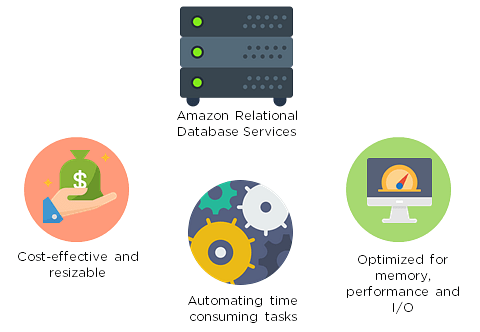 Amazon Relational
Database Services
$
Cost-effective and
resizable
Automating time
consuming tasks
Optimized for
memory,
performance and
I/O